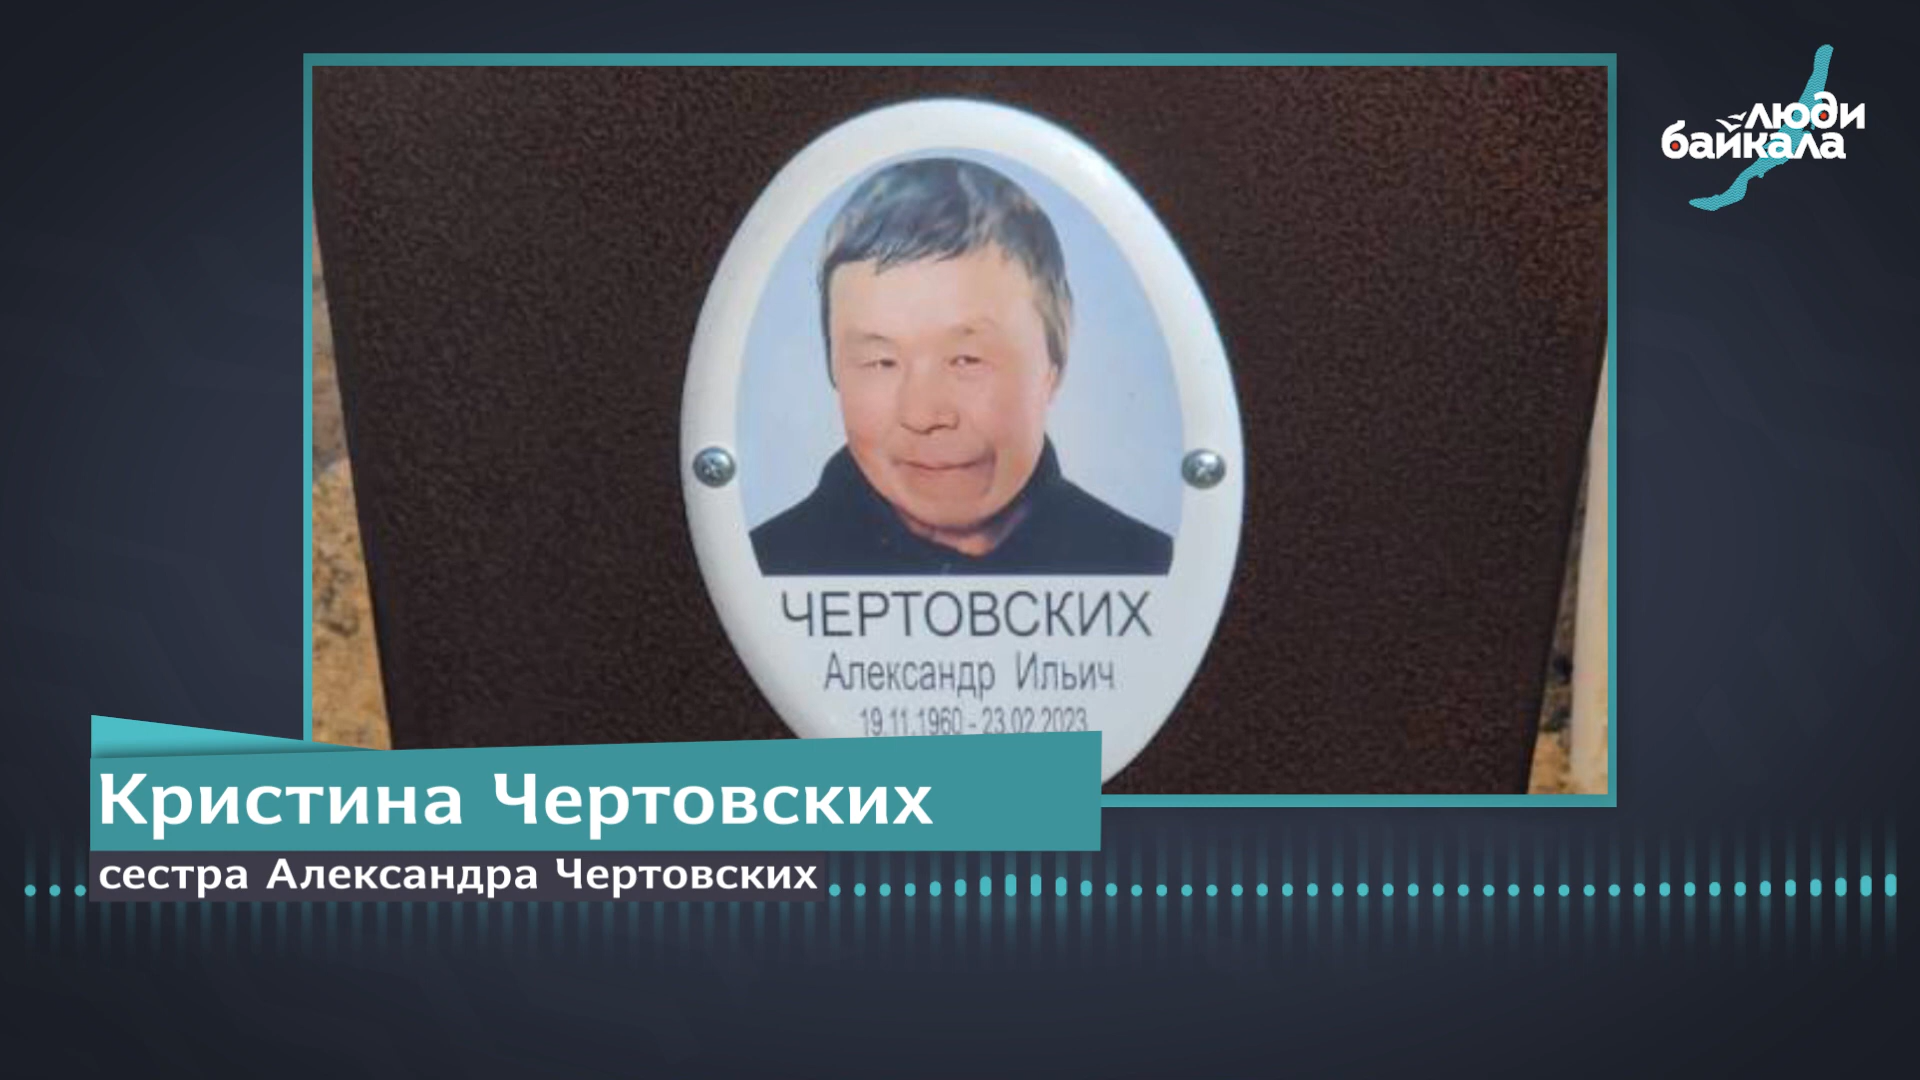 люди
байкала
ЧЕРТОВСКИХ
Александр Ильич
19.11.1960 - 23.02.2023
Кристина Чертовских
сестра Александра Чертовских